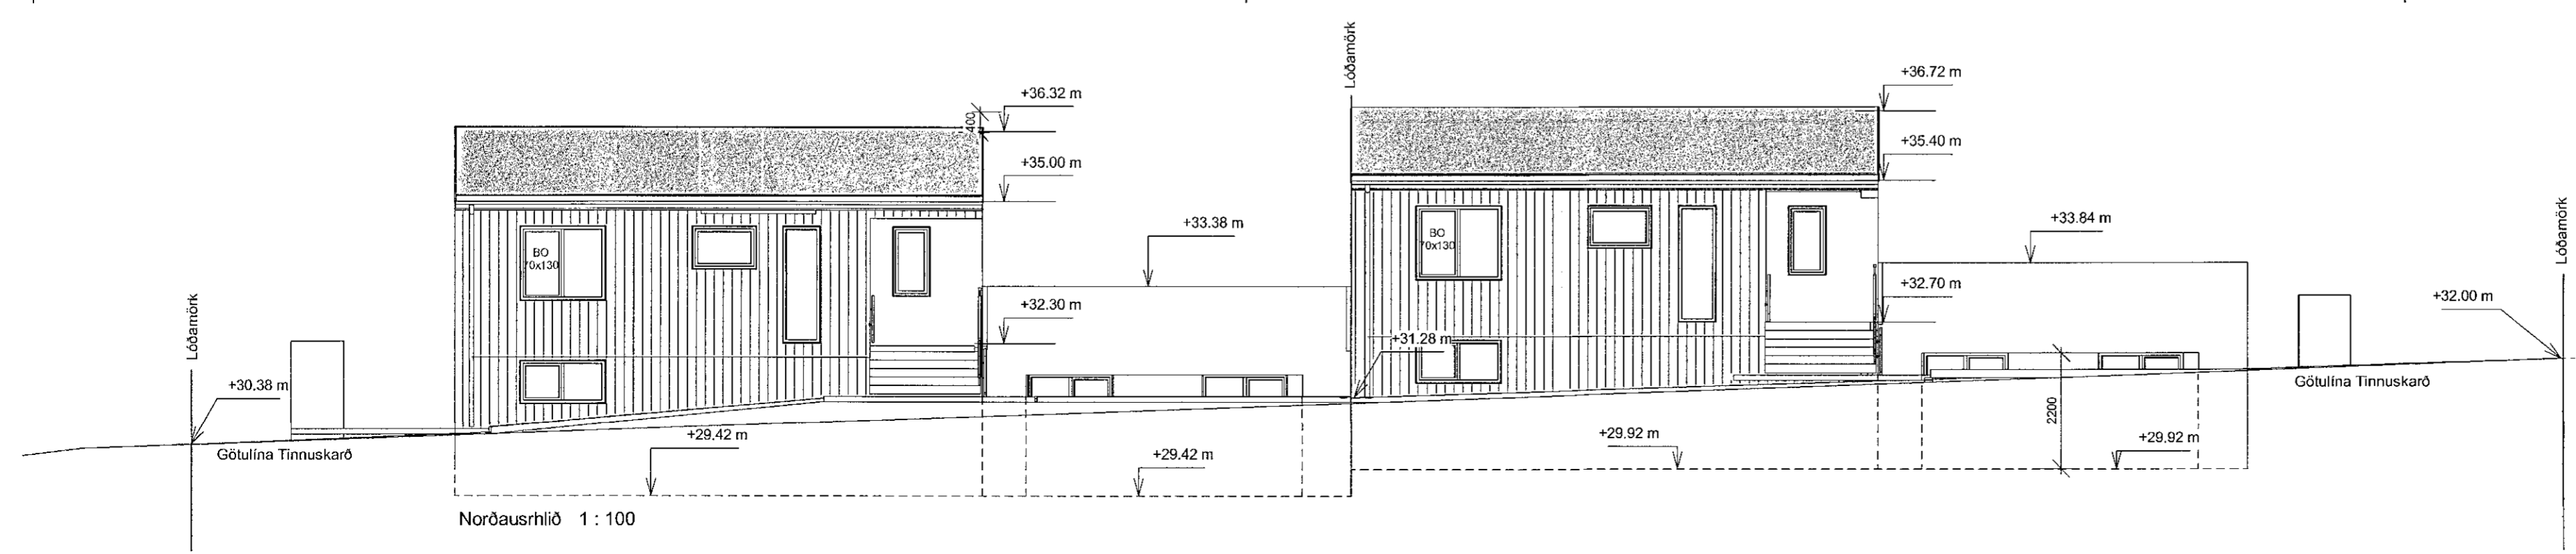 Lóðamörk
+36.72 m
+36.32 m
400
+35.40 m
+35.00 m
+33.84 m
+33.38 m
Lóðamörk
BO
70x130
BO
70x130
+32.70 m
+32.30 m
+32.00 m
Lóðamörk
+31.28 m
+30.38 m
Götulína Tinnuskarð
2200
+29.42 m
+29.92 m
+29.92 m
Götulína Tinnuskarð
+29.42 m
Norðausrhlið 1 : 100